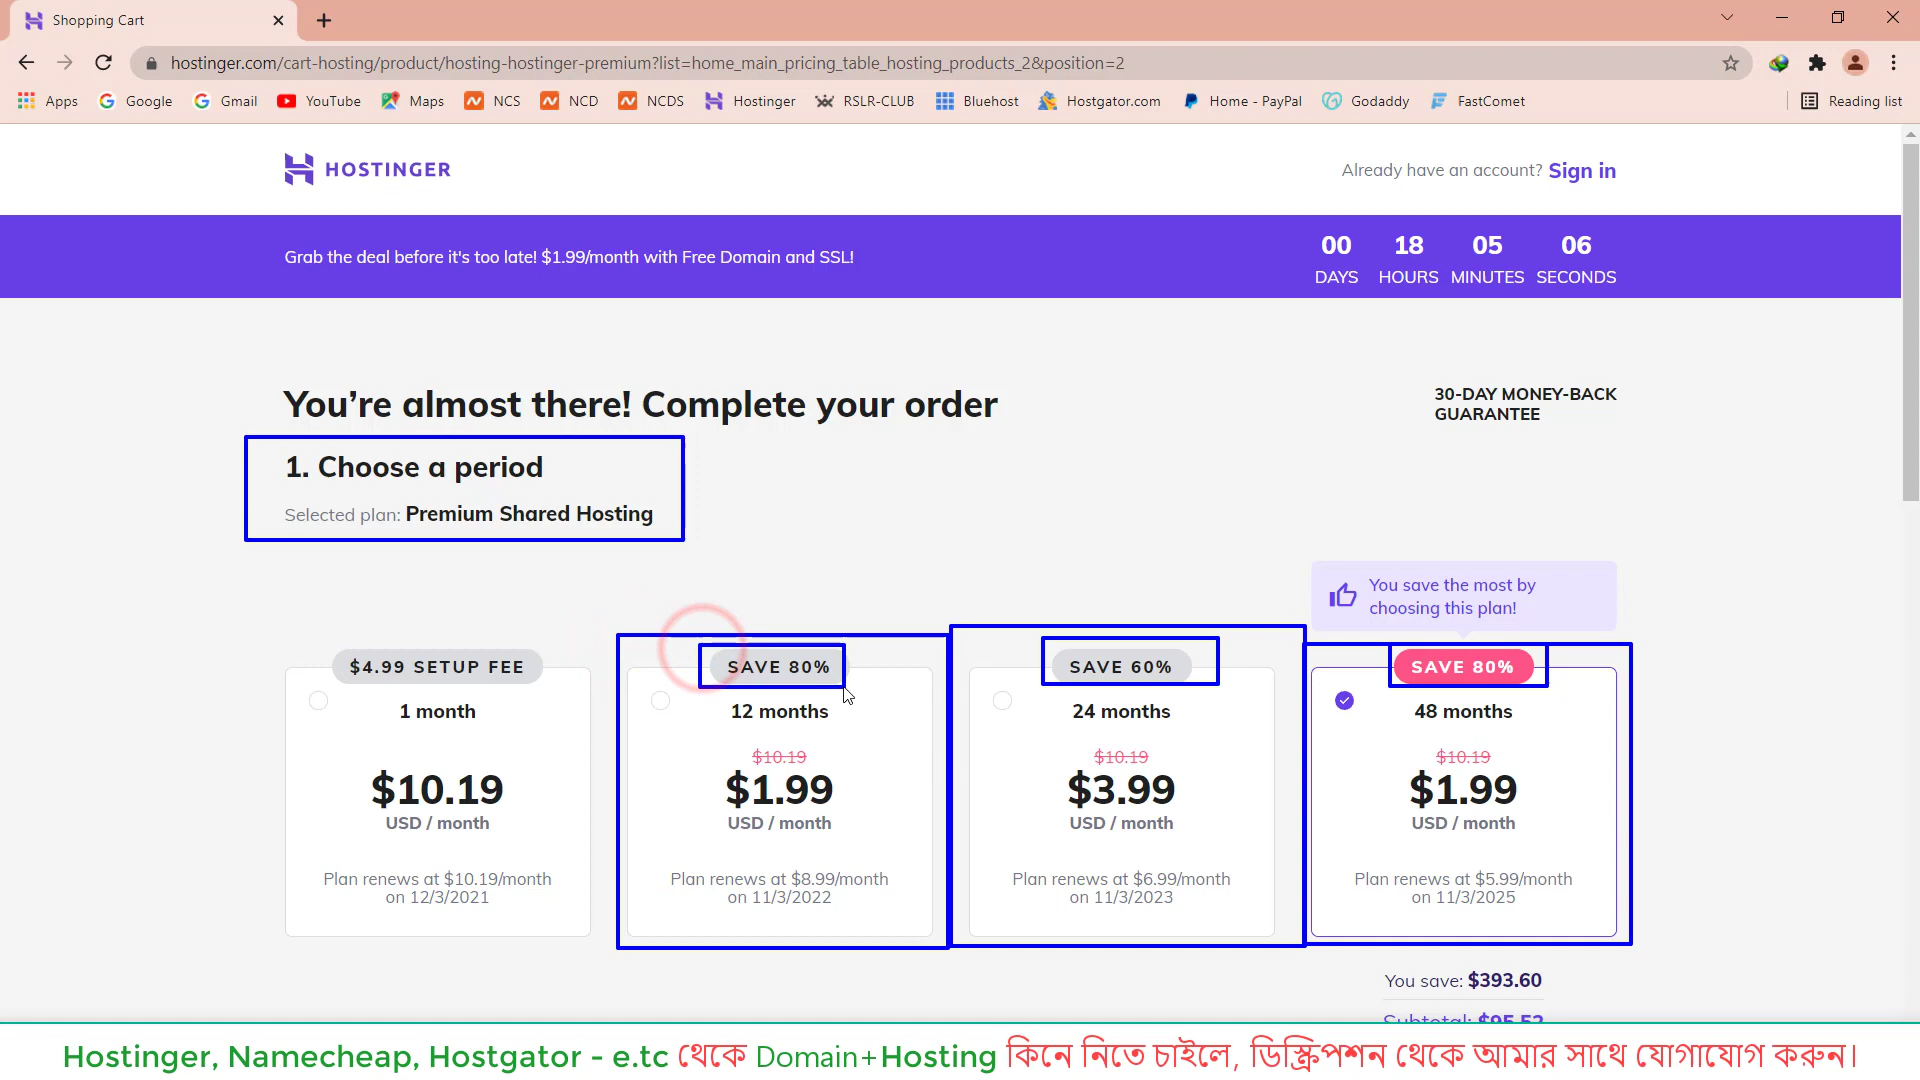 Shopping Cart
hostinger.com/cart-hosting/product/hosting-hostinger-premium?list=home_main_pricing_table_hosting_products_2&position=2
Apps Google Gmail YouTube Maps NCS NCD NCDS Hostinger RSLR-CLUB Bluehost Hostgator.com Home - PayPal Godaddy FastComet Reading list
HOSTINGER
Already have an account? Sign in
Grab the deal before it's too late! $1.99/month with Free Domain and SSL!
00 18 05 06
DAYS HOURS MINUTES SECONDS
You’re almost there! Complete your order
30-DAY MONEY-BACK
GUARANTEE
1. Choose a period
Selected plan: Premium Shared Hosting
You save the most by
choosing this plan!
$4.99 SETUP FEE
1 month
$10.19
USD / month
Plan renews at $10.19/month
on 12/3/2021
SAVE 80%
12 months
$10.19
$1.99
USD / month
Plan renews at $8.99/month
on 11/3/2022
SAVE 60%
24 months
$10.19
$3.99
USD / month
Plan renews at $6.99/month
on 11/3/2023
SAVE 80%
48 months
$10.19
$1.99
USD / month
Plan renews at $5.99/month
on 11/3/2025
You save: $393.60
Subtotal: $95.52
Hostinger, Namecheap, Hostgator - e.tc থেকে Domain+Hosting কিনে নিতে চাইলে, ডিস্ক্রিপশন থেকে আমার সাথে যোগাযোগ করুন।